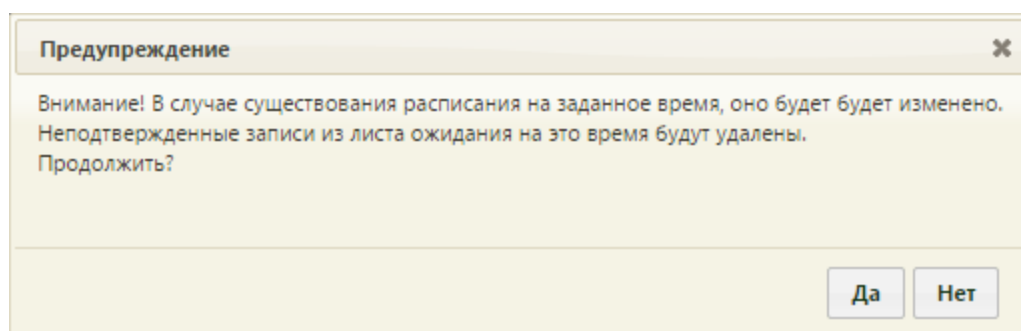 Предупреждение
Внимание! В случае существования расписания на заданное время, оно будет будет изменено.
Неподтвержденные записи из листа ожидания на это время будут удалены.
Продолжить?
Да Нет